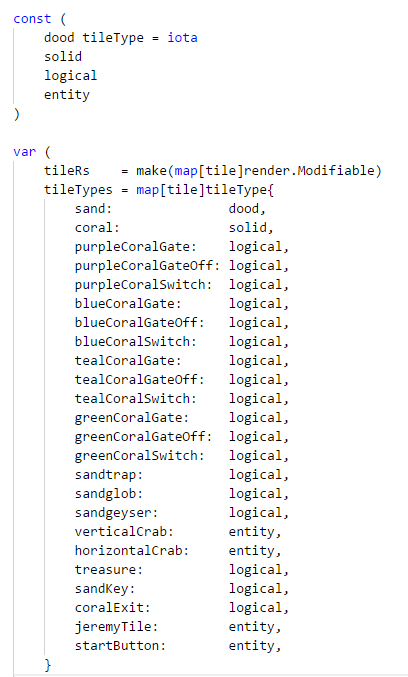 const (
    dood tileType = iota
    solid
    logical
    entity
)

var (
    tileRs    = make(map[tile]render.Modifiable)
    tileTypes = map[tile]tileType{
        sand:               dood,
        coral:              solid,
        purpleCoralGate:    logical,
        purpleCoralGateOff: logical,
        purpleCoralSwitch:  logical,
        blueCoralGate:      logical,
        blueCoralGateOff:   logical,
        blueCoralSwitch:    logical,
        tealCoralGate:      logical,
        tealCoralGateOff:   logical,
        tealCoralSwitch:    logical,
        greenCoralGate:     logical,
        greenCoralGateOff:  logical,
        greenCoralSwitch:   logical,
        sandtrap:           logical,
        sandglob:           logical,
        sandgeyser:         logical,
        verticalCrab:       entity,
        horizontalCrab:     entity,
        treasure:           logical,
        sandKey:            logical,
        coralExit:          logical,
        jeremyTile:         entity,
        startButton:        entity,
    }